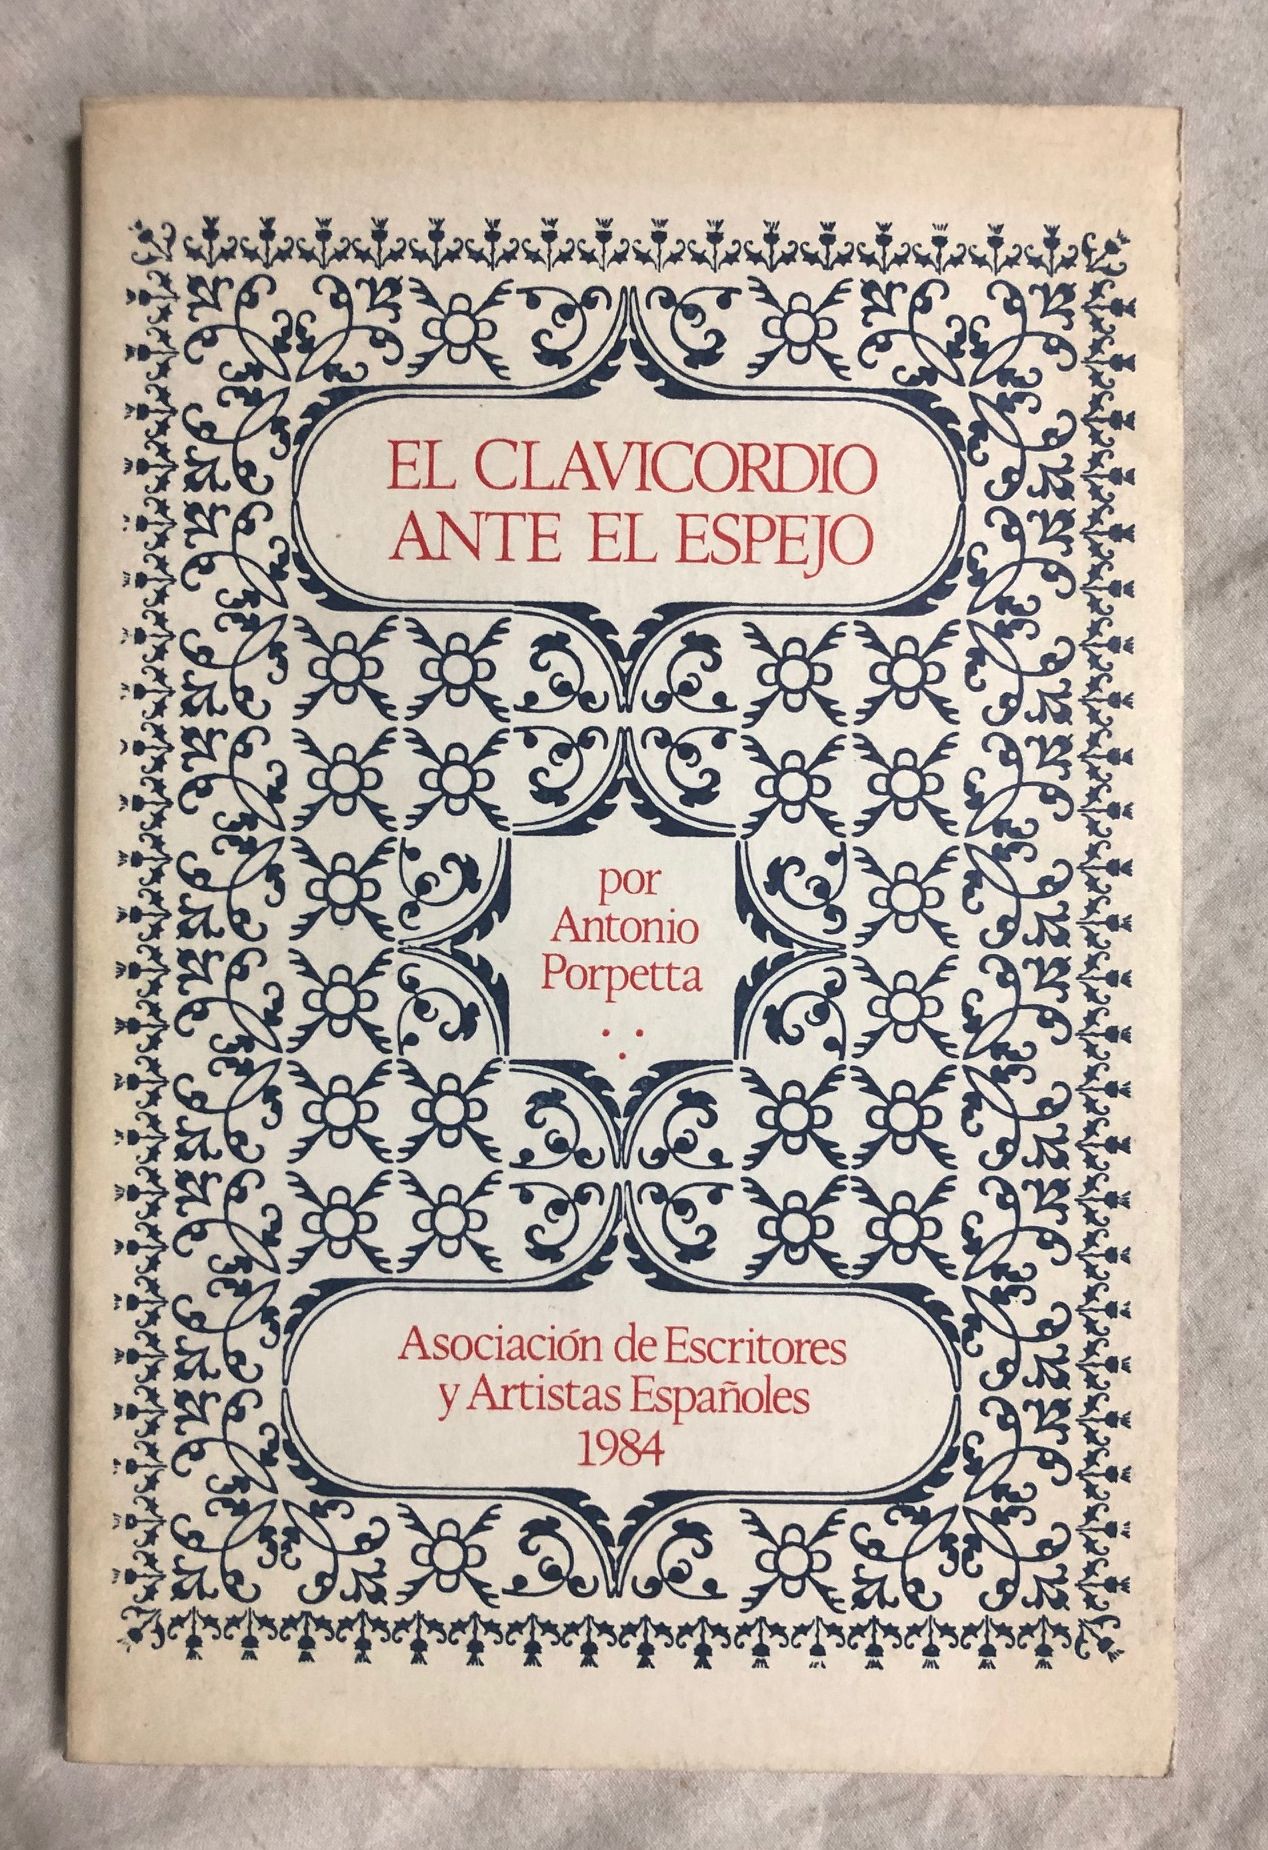 EL CLAVICORDIO
ANTE EL ESPEJO
por
Antonio
Porpetta
Asociación de Escritores
y Artistas Españoles
1984